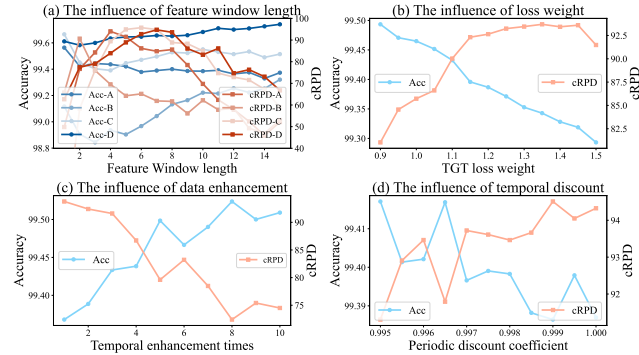 (a) The influence of feature window length
Accuracy
99.6
99.4
99.2
99.0
98.8
100
90
80
70
60
50
40
cRPD
Acc-A
Acc-B
Acc-C
Acc-D
cRPD-A
cRPD-B
cRPD-C
cRPD-D
2 4 6 8 10 12 14
Feature Window length
(b) The influence of loss weight
Accuracy
99.50
99.45
99.40
99.35
99.30
92.5
90.0
87.5
85.0
82.5
cRPD
Acc
cRPD
0.9 1.0 1.1 1.2 1.3 1.4 1.5
TGT loss weight
(c) The influence of data enhancement
Accuracy
99.50
99.45
99.40
90
85
80
75
cRPD
Acc
cRPD
2 4 6 8 10
Temporal enhancement times
(d) The influence of temporal discount
Accuracy
99.41
99.40
99.39
94
93
92
cRPD
Acc
cRPD
0.995 0.996 0.997 0.998 0.999 1.000
Periodic discount coefficient